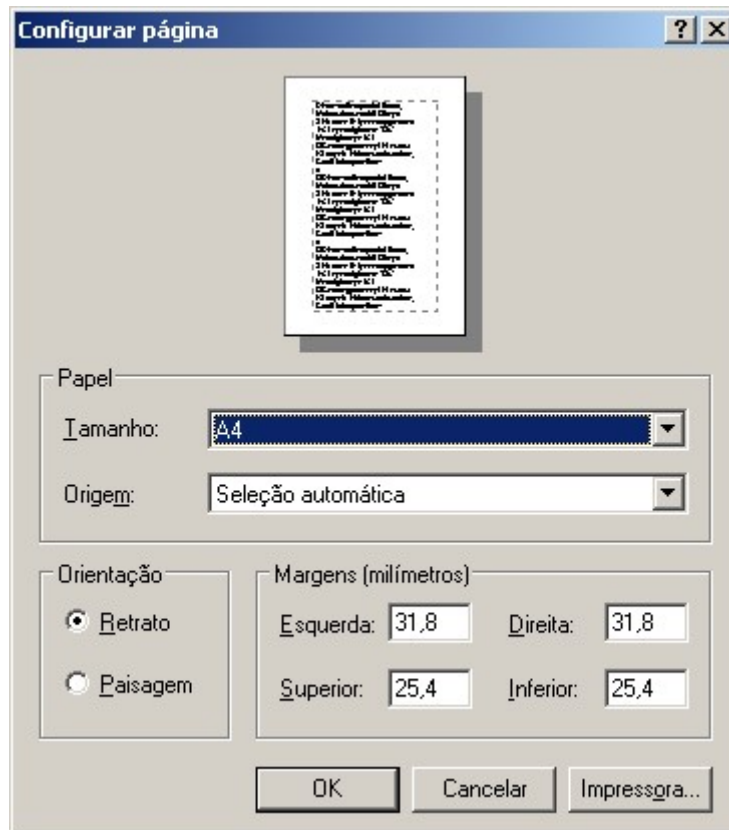 Configurar página
Papel
Tamanho: A4
Origem: Seleção automática
Orientação
Retrato
Paisagem
Margens (milímetros)
Esquerda: 31,8 Direita: 31,8
Superior: 25,4 Inferior: 25,4
OK Cancelar Impressora...